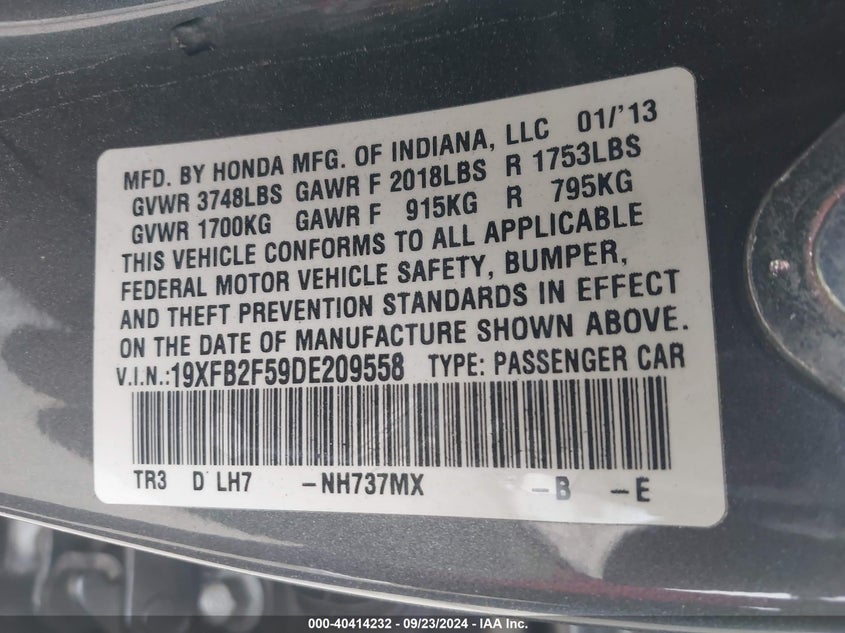 MFD. BY HONDA MFG. OF INDIANA, LLC 01/'13
GVWR 3748LBS GAWR F 2018LBS R 1753LBS
GVWR 1700KG GAWR F 915KG R 795KG
THIS VEHICLE CONFORMS TO ALL APPLICABLE
FEDERAL MOTOR VEHICLE SAFETY, BUMPER,
AND THEFT PREVENTION STANDARDS IN EFFECT
ON THE DATE OF MANUFACTURE SHOWN ABOVE.
V.I.N.:19XFB2F59DE209558 TYPE: PASSENGER CAR
TR3 D LH7 -NH737MX -B -E
000-40414232 - 09/23/2024 - IAA Inc.